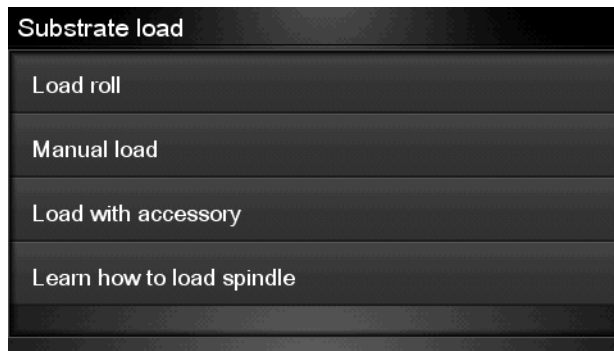 Substrate load
Load roll
Manual load
Load with accessory
Learn how to load spindle